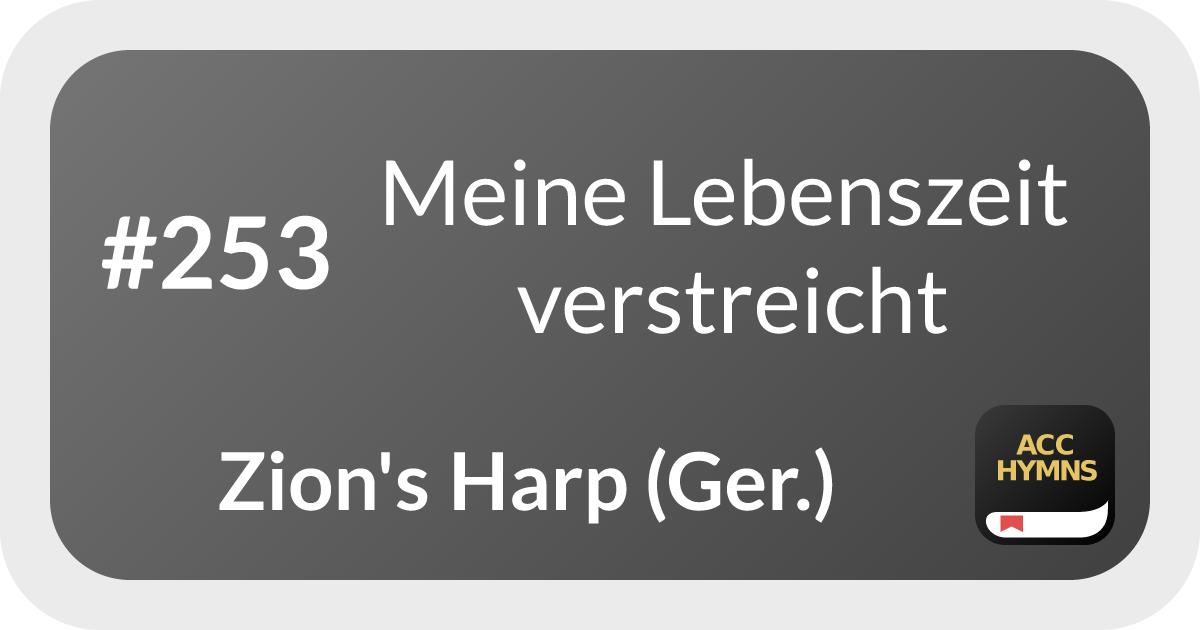 #253
Meine Lebenszeit
verstreicht
Zion's Harp (Ger.)
ACC
HYMNS